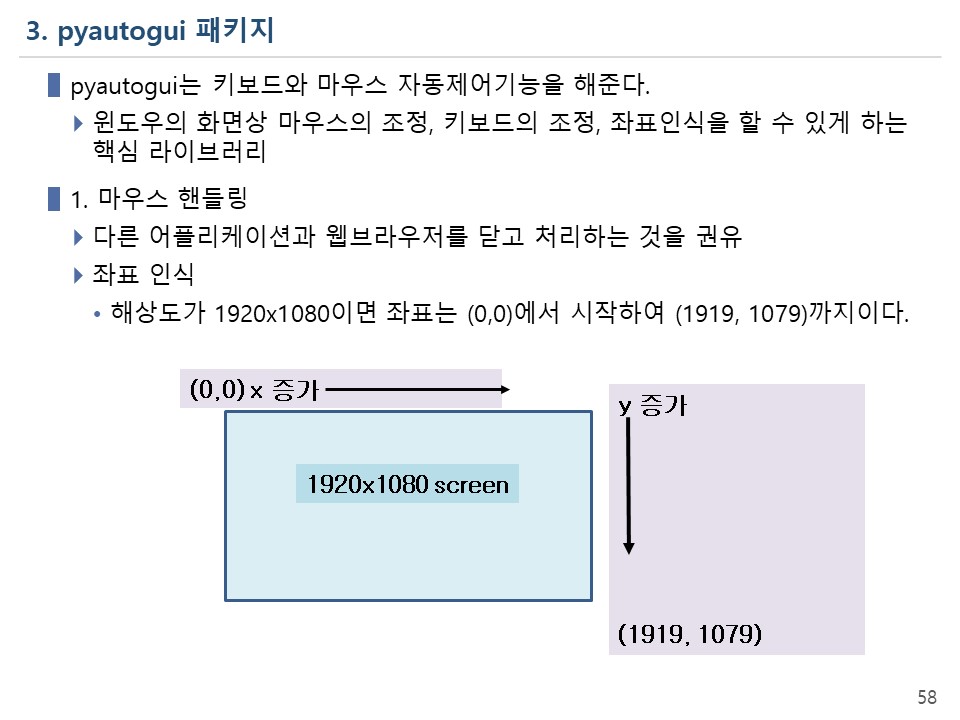 3. pyautogui 패키지
pyautogui는 키보드와 마우스 자동제어기능을 해준다.
윈도우의 화면상 마우스의 조정, 키보드의 조정, 좌표인식을 할 수 있게 하는
핵심 라이브러리
1. 마우스 핸들링
다른 어플리케이션과 웹브라우저를 닫고 처리하는 것을 권유
좌표 인식
해상도가 1920x1080이면 좌표는 (0,0)에서 시작하여 (1919, 1079)까지이다.
(0,0) x 증가
y 증가
1920x1080 screen
(1919, 1079)
58